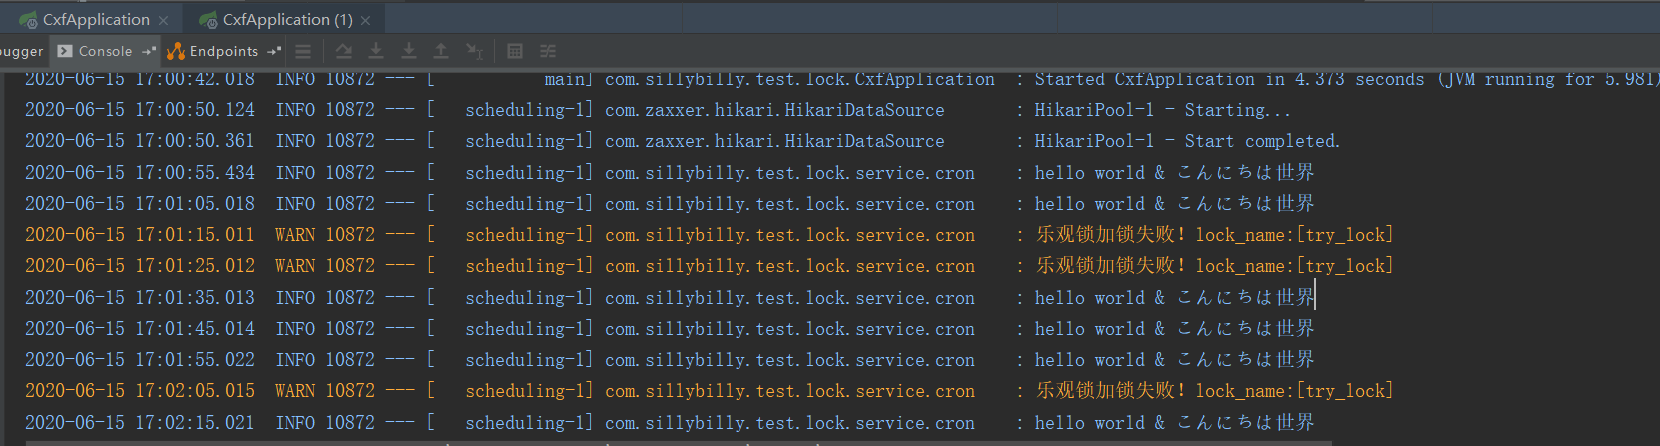 CxfApplication × CxfApplication (1) ×
ougger Console Endpoints
2020-06-15 17:00:42.018 INFO 10872 --- [ main] com.sillybilly.test.lock.CxfApplication : Started CxfApplication in 4.373 seconds (JVM running for 5.981)
2020-06-15 17:00:50.124 INFO 10872 --- [ scheduling-1] com.zaxxer.hikari.HikariDataSource : HikariPool-1 - Starting...
2020-06-15 17:00:50.361 INFO 10872 --- [ scheduling-1] com.zaxxer.hikari.HikariDataSource : HikariPool-1 - Start completed.
2020-06-15 17:00:55.434 INFO 10872 --- [ scheduling-1] com.sillybilly.test.lock.service.cron : hello world & こんにちは世界
2020-06-15 17:01:05.018 INFO 10872 --- [ scheduling-1] com.sillybilly.test.lock.service.cron : hello world & こんにちは世界
2020-06-15 17:01:15.011 WARN 10872 --- [ scheduling-1] com.sillybilly.test.lock.service.cron : 乐观锁加锁失败！lock_name:[try_lock]
2020-06-15 17:01:25.012 WARN 10872 --- [ scheduling-1] com.sillybilly.test.lock.service.cron : 乐观锁加锁失败！lock_name:[try_lock]
2020-06-15 17:01:35.013 INFO 10872 --- [ scheduling-1] com.sillybilly.test.lock.service.cron : hello world & こんにちは世界
2020-06-15 17:01:45.014 INFO 10872 --- [ scheduling-1] com.sillybilly.test.lock.service.cron : hello world & こんにちは世界
2020-06-15 17:01:55.022 INFO 10872 --- [ scheduling-1] com.sillybilly.test.lock.service.cron : hello world & こんにちは世界
2020-06-15 17:02:05.015 WARN 10872 --- [ scheduling-1] com.sillybilly.test.lock.service.cron : 乐观锁加锁失败！lock_name:[try_lock]
2020-06-15 17:02:15.021 INFO 10872 --- [ scheduling-1] com.sillybilly.test.lock.service.cron : hello world & こんにちは世界